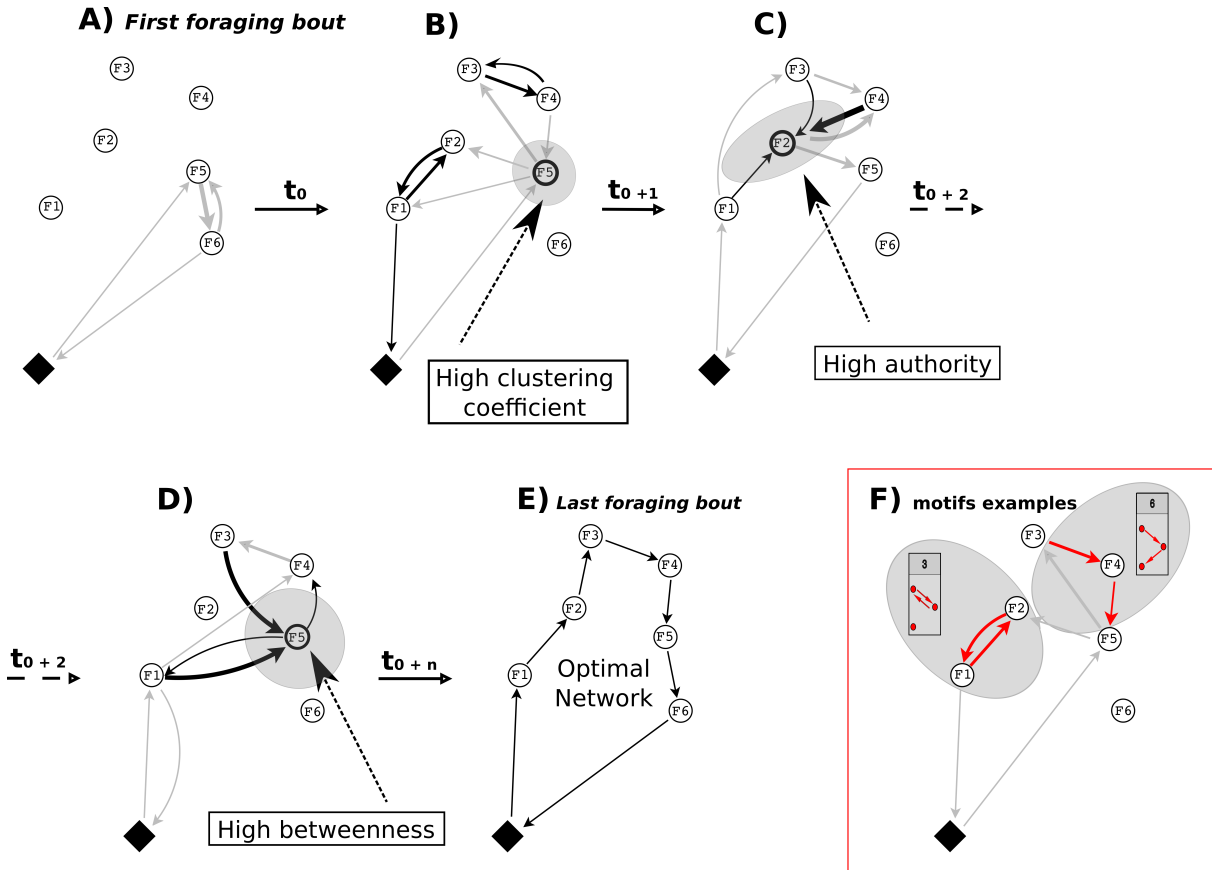 A) First foraging bout
F3
F4
F2
F5
F1
F6
t0
B)
F3
F4
F2
F5
F1
F6
High clustering
coefficient
t0 +1
C)
F3
F4
F2
F5
F1
F6
High authority
t0 + 2
t0 + 2
D)
F3
F4
F2
F5
F1
F6
High betweenness
t0 + n
E) Last foraging bout
F3
F4
F2
F5
F1
F6
Optimal
Network
F) motifs examples
6
F3
3
F4
F2
F5
F1
F6